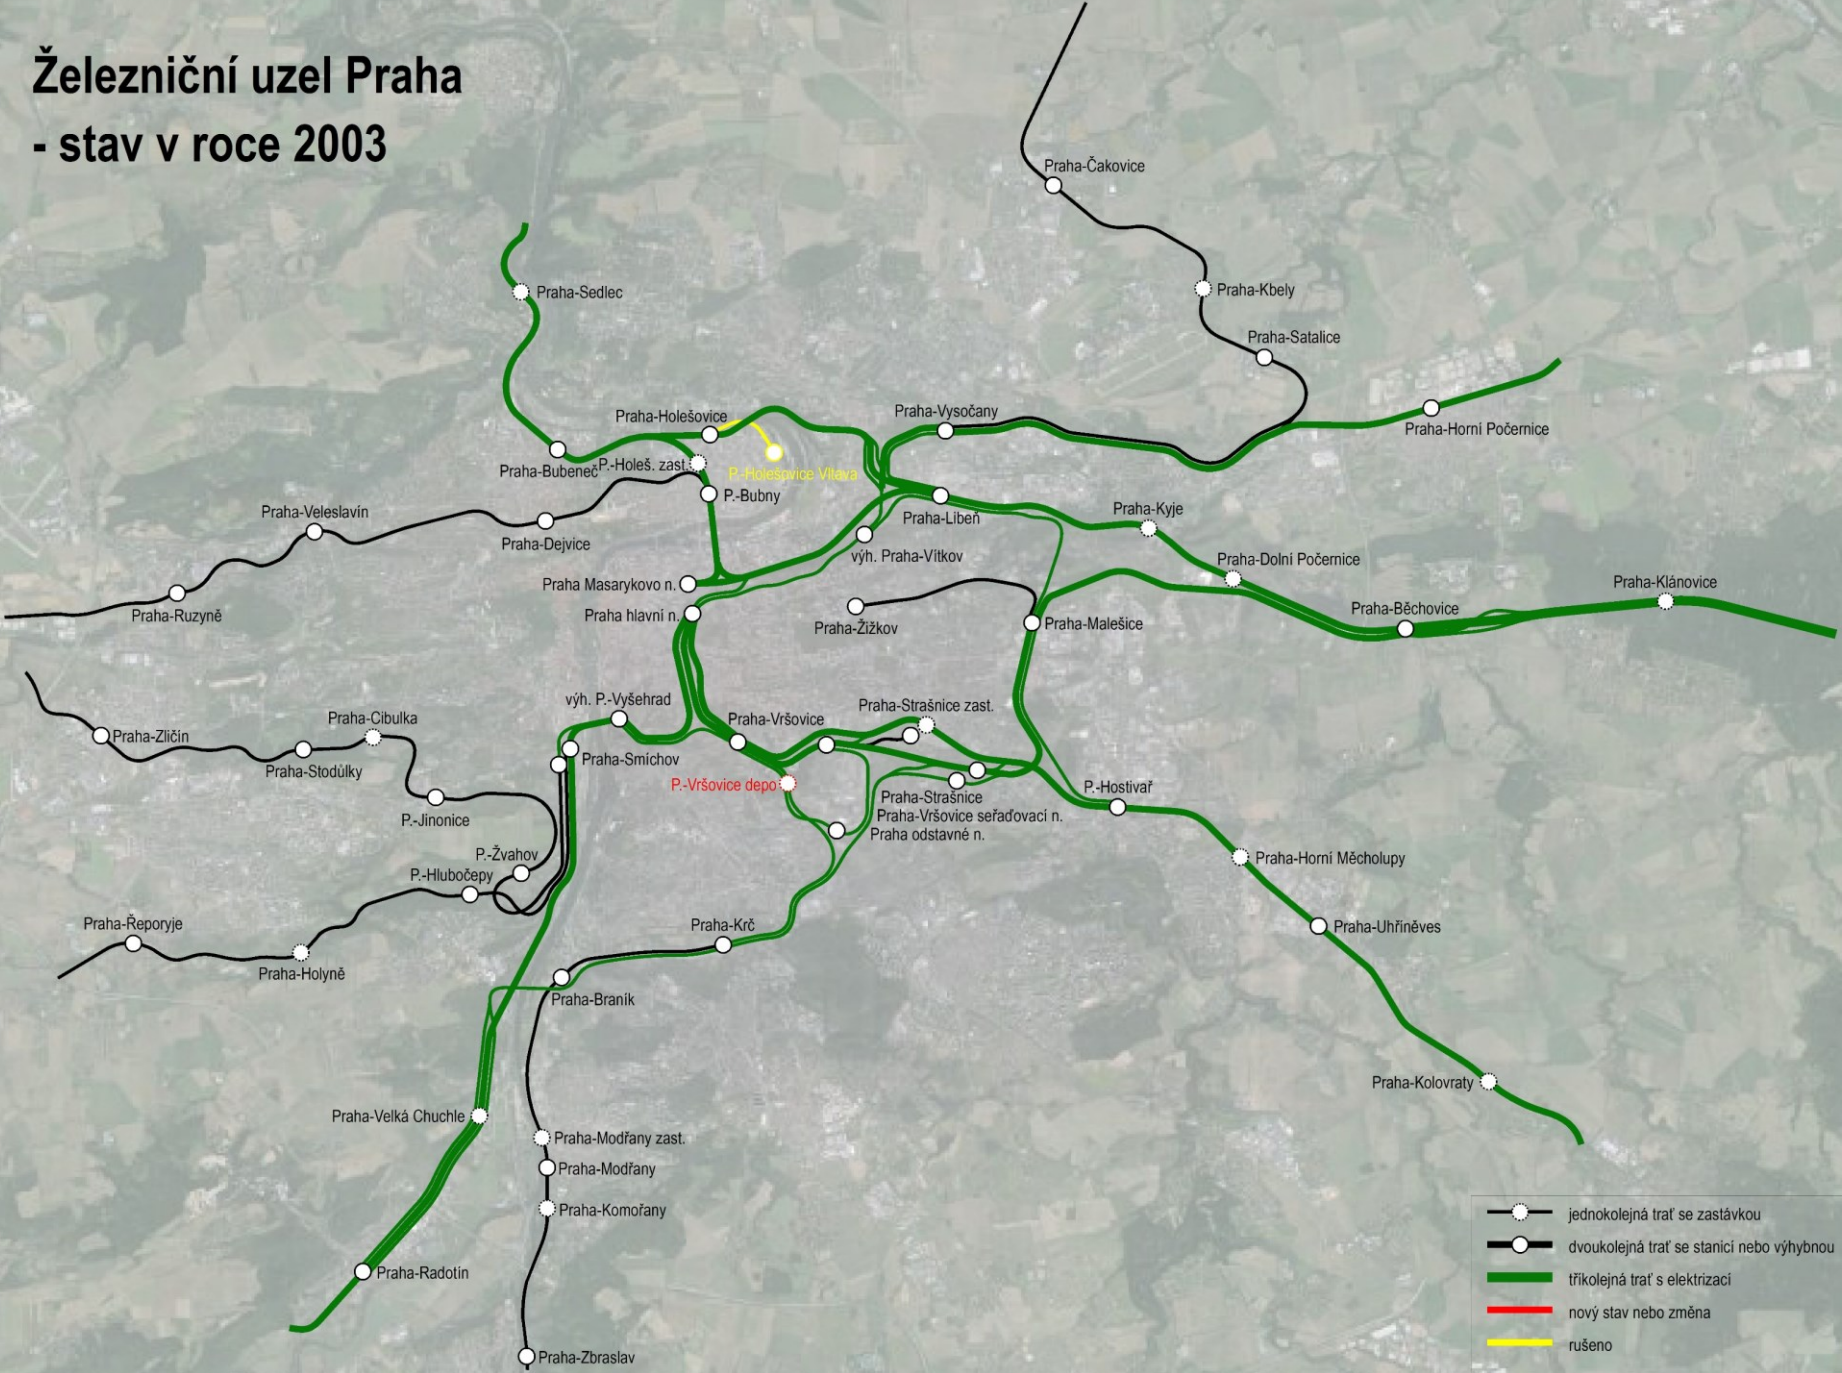 Železniční uzel Praha
- stav v roce 2003
Praha-Čakovice
Praha-Sedlec
Praha-Kbely
Praha-Satalice
Praha-Holešovice
Praha-Vysočany
Praha-Horní Počernice
Praha-Bubeneč
P.-Holeš. zast.
P.-Holešovice Vltava
P.-Bubny
Praha-Veleslavín
Praha-Dejvice
Praha-Libeň
Praha-Kyje
výh. Praha-Vítkov
Praha-Dolní Počernice
Praha Masarykovo n.
Praha-Klánovice
Praha-Ruzyně
Praha hlavní n.
Praha-Žižkov
Praha-Malešice
Praha-Běchovice
výh. P.-Vyšehrad
Praha-Strašnice zast.
Praha-Cibulka
Praha-Vršovice
Praha-Zličín
Praha-Stodůlky
Praha-Smíchov
P.-Vršovice depo
P.-Hostivař
Praha-Strašnice
Praha-Vršovice seřaďovací n.
Praha odstavné n.
P.-Jinonice
P.-Žvahov
P.-Hlubočepy
Praha-Horní Měcholupy
Praha-Řeporyje
Praha-Krč
Praha-Uhříněves
Praha-Holyně
Praha-Braník
Praha-Kolovraty
Praha-Velká Chuchle
Praha-Modřany zast.
Praha-Modřany
Praha-Komořany
Praha-Radotín
Praha-Zbraslav
jednokolejná trať se zastávkou
dvoukolejná trať se stanicí nebo výhybnou
tříkolejná trať s elektrizací
nový stav nebo změna
rušeno